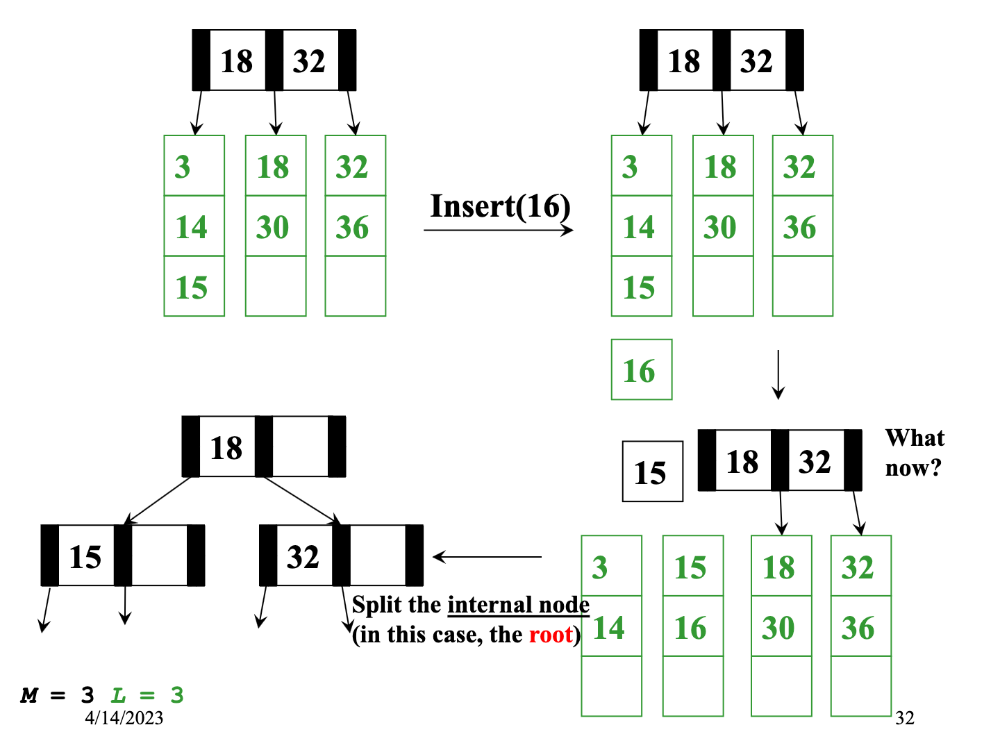 18 32
3 18 32
14 30 36
15
Insert(16)
18 32
3 18 32
14 30 36
15
16
15 18 32
What
now?
3 15 18 32
14 16 30 36
18
15 32
Split the internal node
(in this case, the root)
M = 3 L = 3
4/14/2023
32